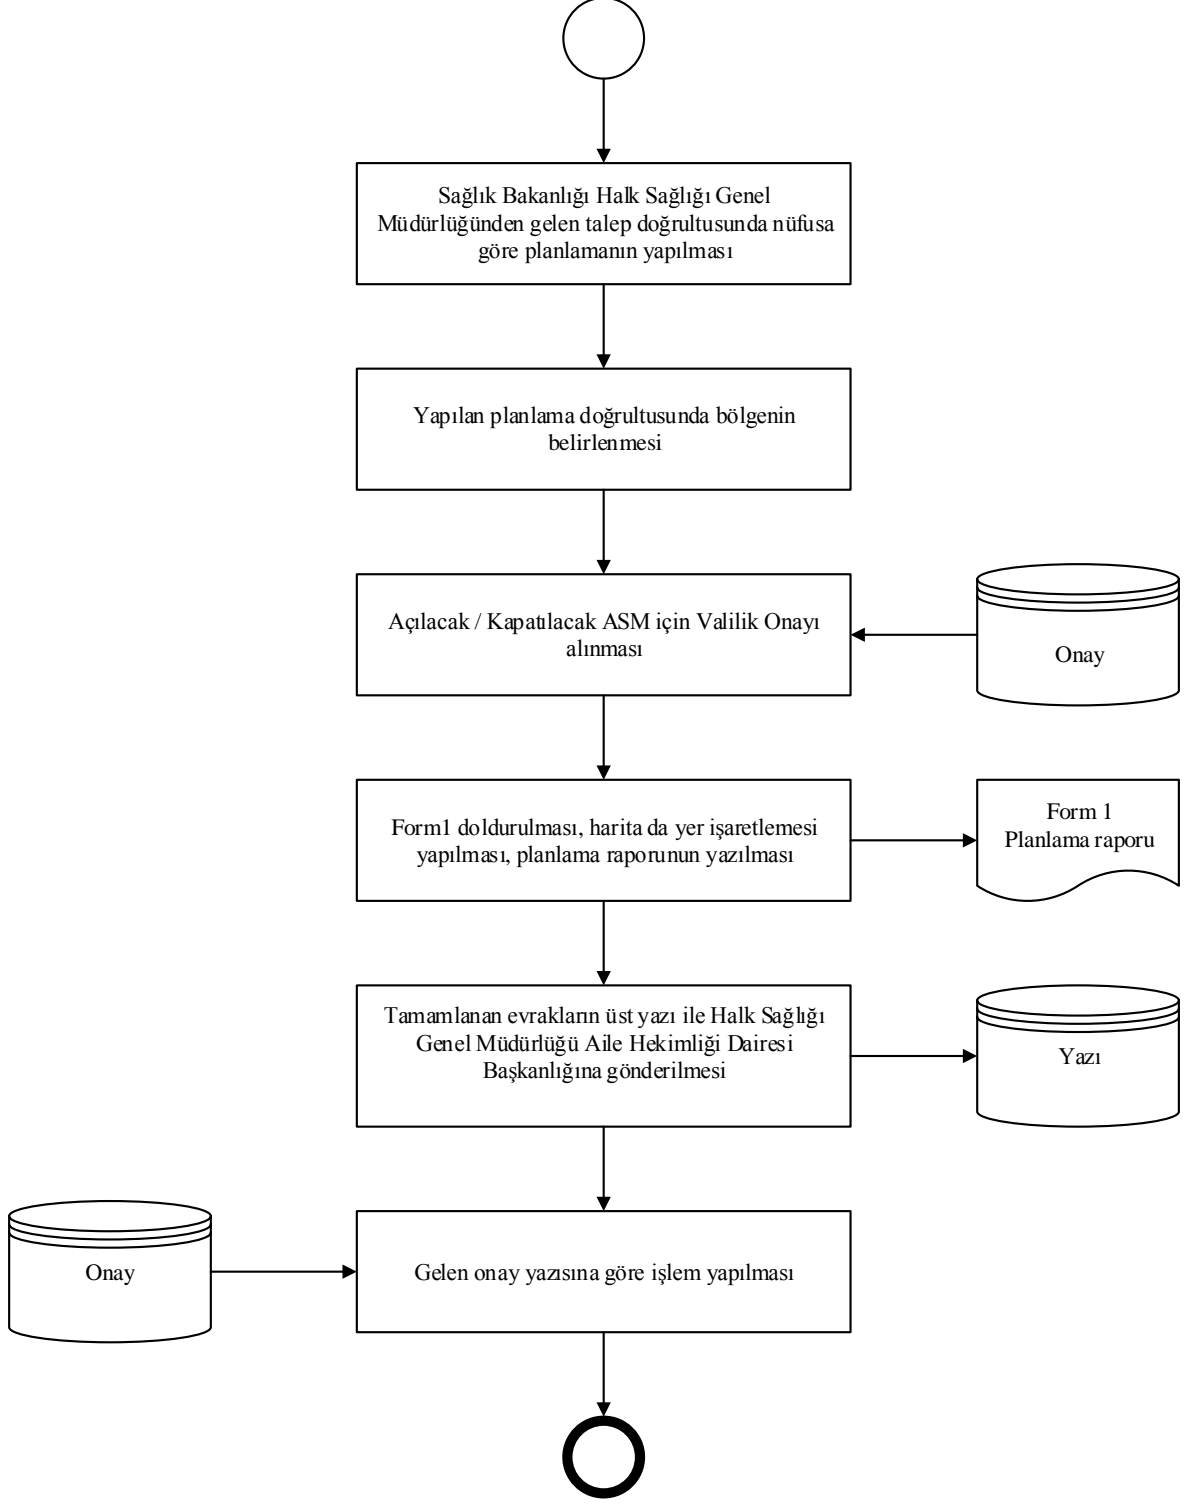 Sağlık Bakanlığı Halk Sağlığı Genel
Müdürlüğünden gelen talep doğrultusunda nüfusa
göre planlamanın yapılması
Yapılan planlama doğrultusunda bölgenin
belirlenmesi
Açılacak / Kapatılacak ASM için Valilik Onayı
alınması
Onay
Form1 doldurulması, harita da yer işaretlemesi
yapılması, planlama raporunun yazılması
Form 1
Planlama raporu
Tamamlanan evrakların üst yazı ile Halk Sağlığı
Genel Müdürlüğü Aile Hekimliği Dairesi
Başkanlığına gönderilmesi
Yazı
Onay
Gelen onay yazısına göre işlem yapılması